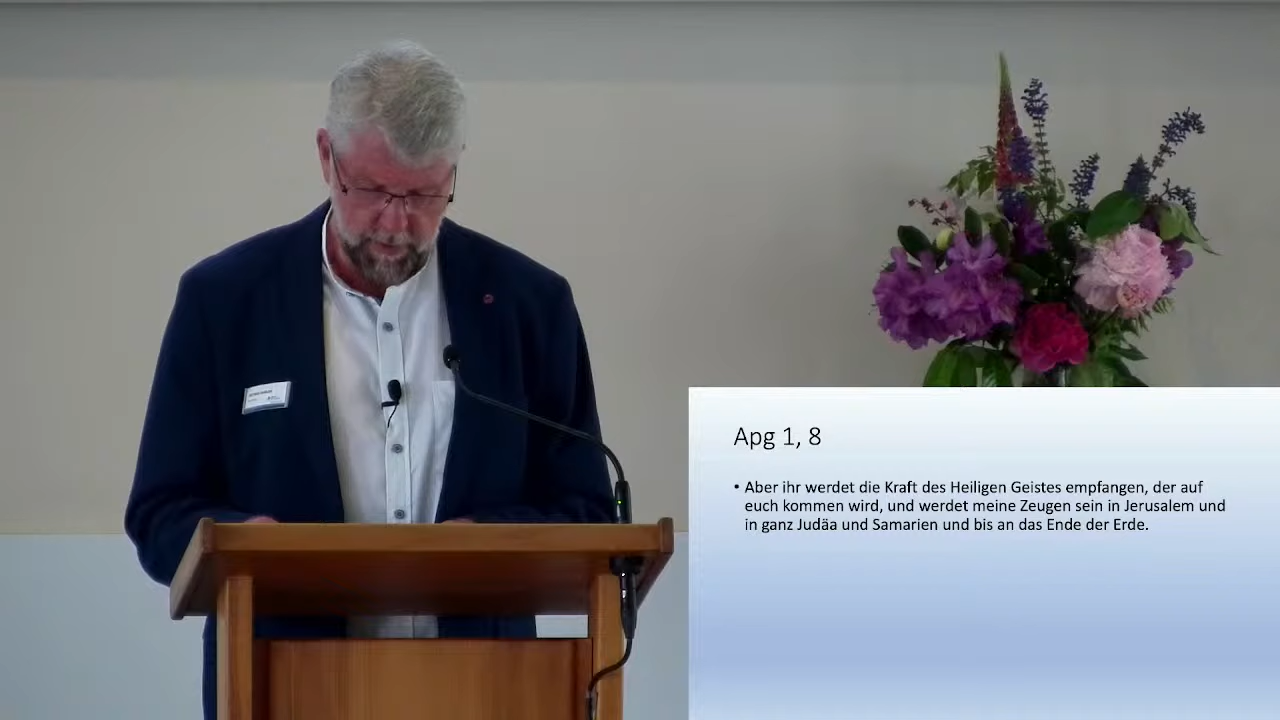 Apg 1, 8
• Aber ihr werdet die Kraft des Heiligen Geistes empfangen, der auf
euch kommen wird, und werdet meine Zeugen sein in Jerusalem und
in ganz Judäa und Samarien und bis an das Ende der Erde.